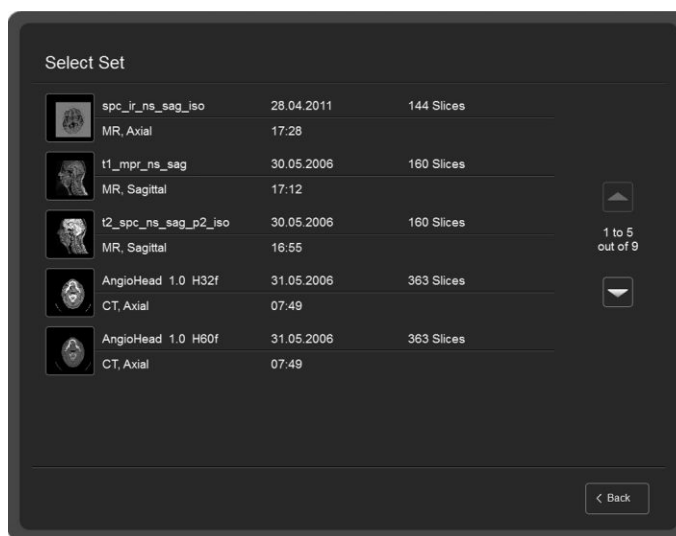 Select Set
spc_ir_ns_sag_iso 28.04.2011 144 Slices
MR, Axial 17:28
t1_mpr_ns_sag 30.05.2006 160 Slices
MR, Sagittal 17:12
t2_spc_ns_sag_p2_iso 30.05.2006 160 Slices
MR, Sagittal 16:55
AngioHead 1.0 H32f 31.05.2006 363 Slices
CT, Axial 07:49
AngioHead 1.0 H60f 31.05.2006 363 Slices
CT, Axial 07:49
1 to 5
out of 9
< Back